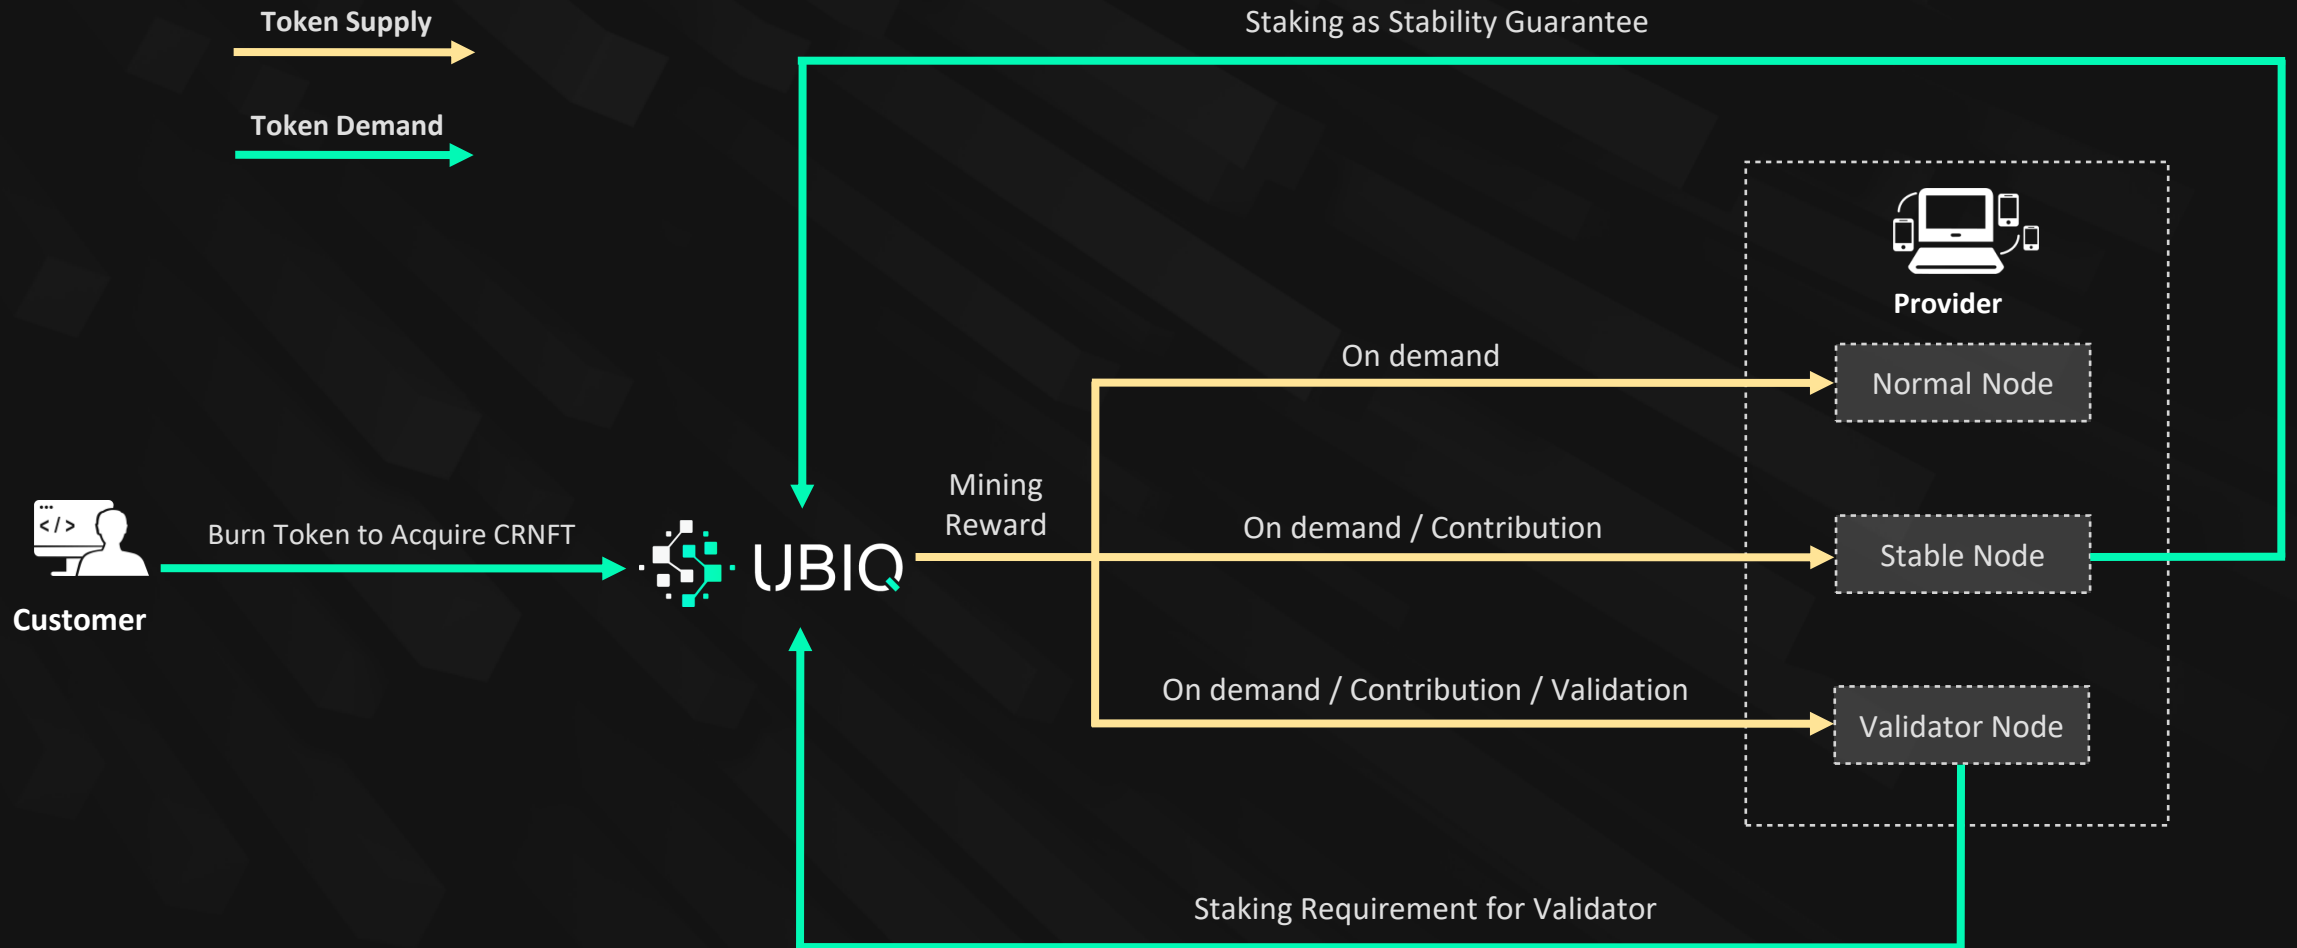 Token Supply
Staking as Stability Guarantee
Token Demand
Provider
On demand
Normal Node
Mining
Reward
</>
Burn Token to Acquire CRNFT
UBIQ
On demand / Contribution
Stable Node
Customer
On demand / Contribution / Validation
Validator Node
Staking Requirement for Validator